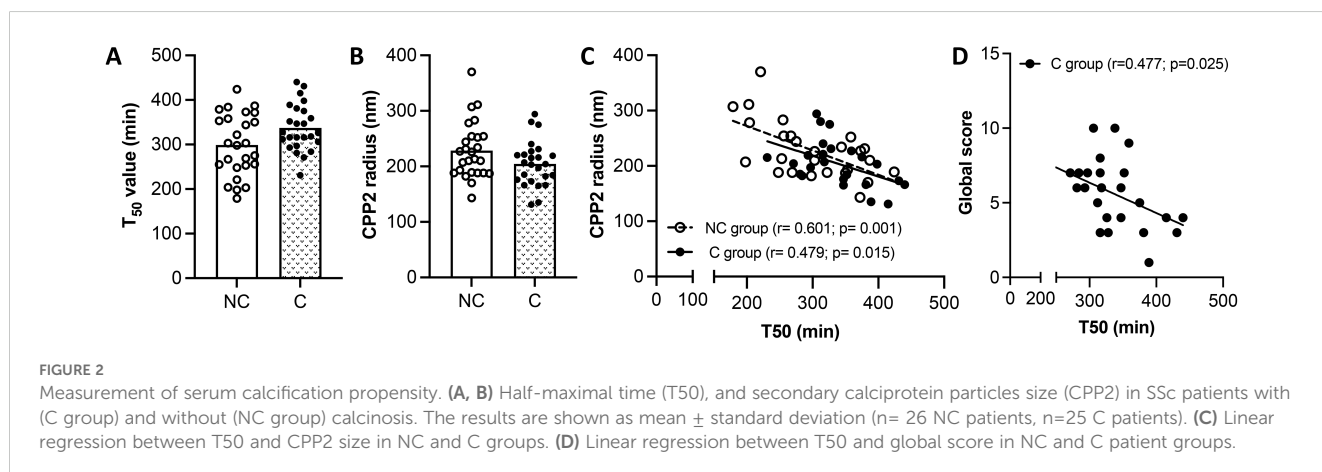 A
500
400
300
200
100
0
T50 value (min)
NC
C
B
400
300
200
100
0
CPP2 radius (nm)
NC
C
C
400
300
200
100
0
CPP2 radius (nm)
NC group (r= 0.601; p= 0.001)
C group (r= 0.479; p= 0.015)
0
100
200
300
400
500
T50 (min)
D
15
10
5
0
Global score
C group (r=0.477; p=0.025)
0
200
300
400
500
T50 (min)
FIGURE 2
Measurement of serum calcification propensity. (A, B) Half-maximal time (T50), and secondary calciprotein particles size (CPP2) in SSc patients with
(C group) and without (NC group) calcinosis. The results are shown as mean ± standard deviation (n= 26 NC patients, n=25 C patients). (C) Linear
regression between T50 and CPP2 size in NC and C groups. (D) Linear regression between T50 and global score in NC and C patient groups.